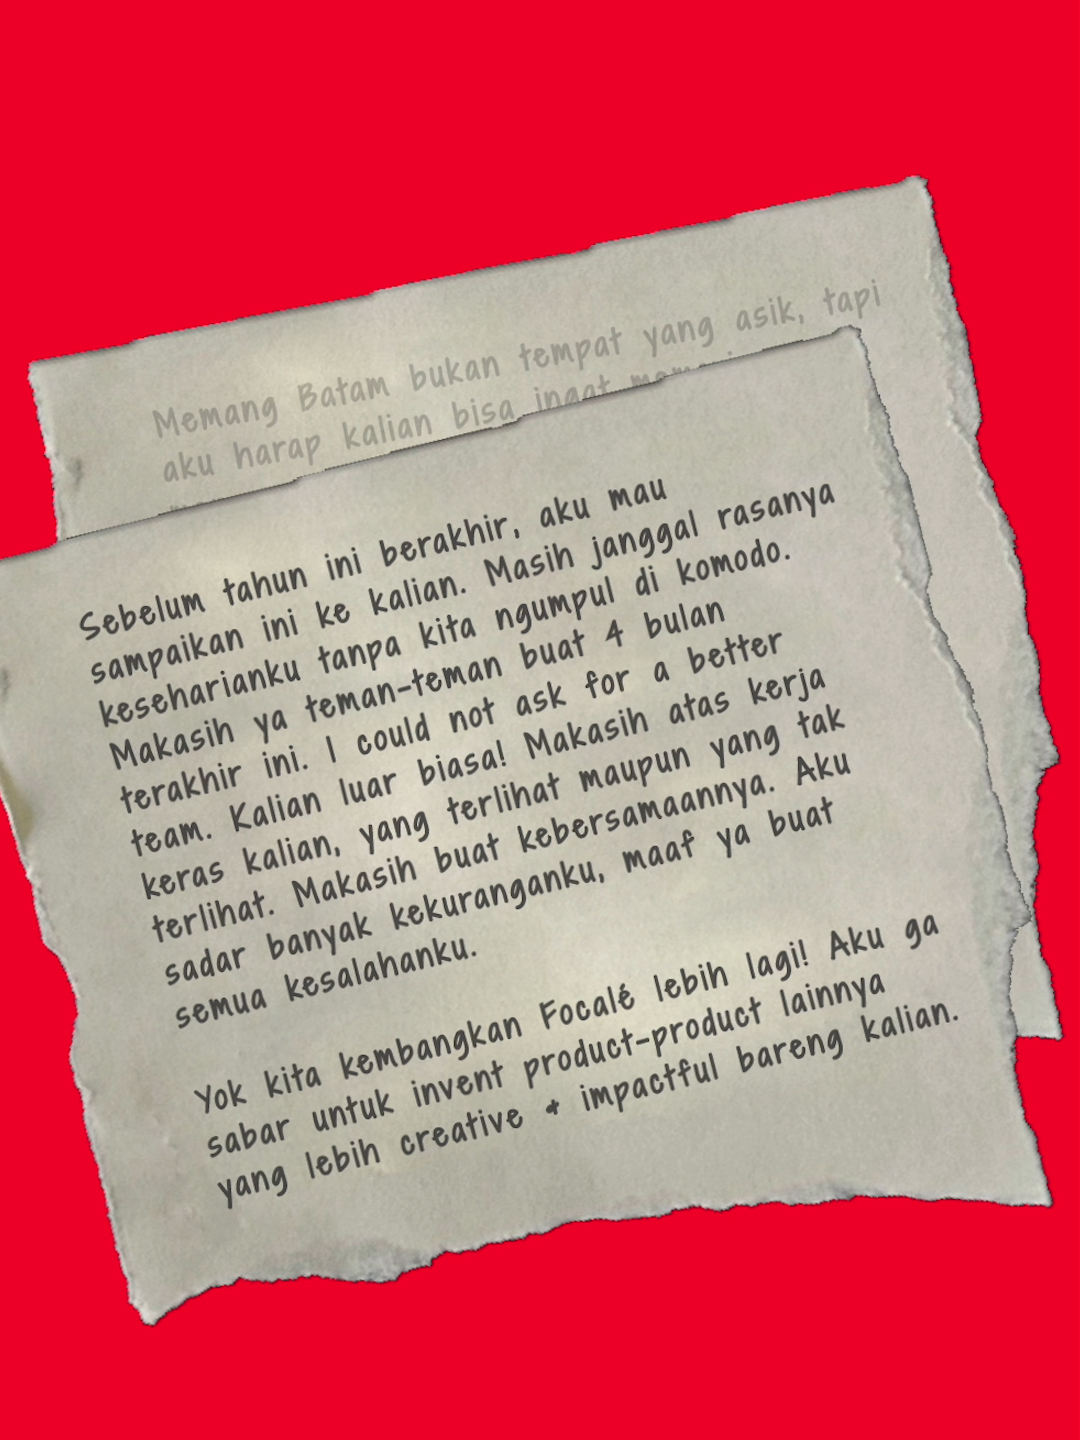 Memang Batam bukan tempat yang asik, tapi
aku harap kalian bisa ingat
Sebelum tahun ini berakhir, aku mau
sampaikan ini ke kalian. Masih janggal rasanya
keseharianku tanpa kita ngumpul di komodo.
Makasih ya teman-teman buat 4 bulan
terakhir ini. I could not ask for a better
team. Kalian luar biasa! Makasih atas kerja
keras kalian, yang terlihat maupun yang tak
terlihat. Makasih buat kebersamaannya. Aku
sadar banyak kekuranganku, maaf ya buat
semua kesalahanku.
Yok kita kembangkan Focalé lebih lagi! Aku ga
sabar untuk invent product-product lainnya
yang lebih creative & impactful bareng kalian.